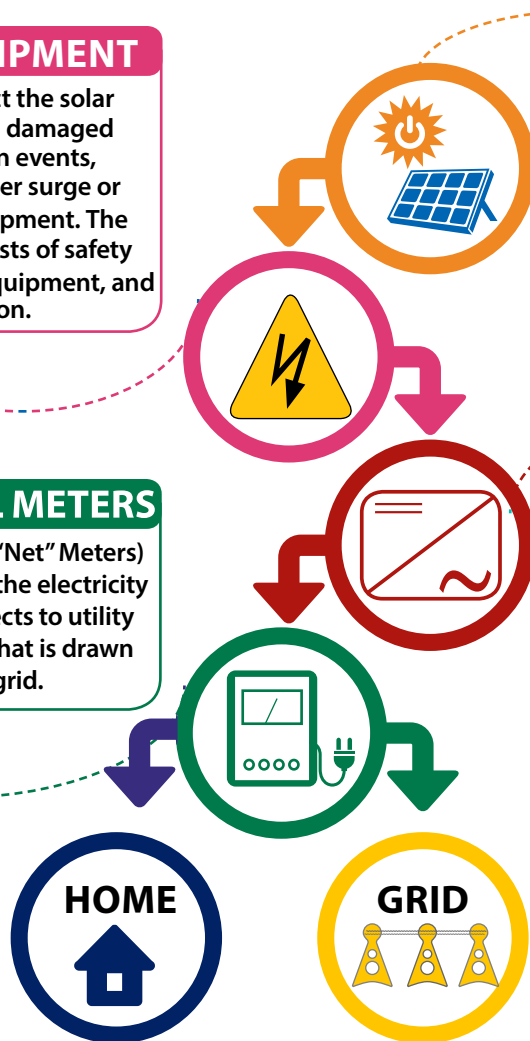 IPMENT
ct the solar
damaged
n events,
er surge or
ipment. The
sts of safety
quipment, and
on.
L METERS
“Net” Meters)
the electricity
ects to utility
hat is drawn
grid.
HOME
GRID